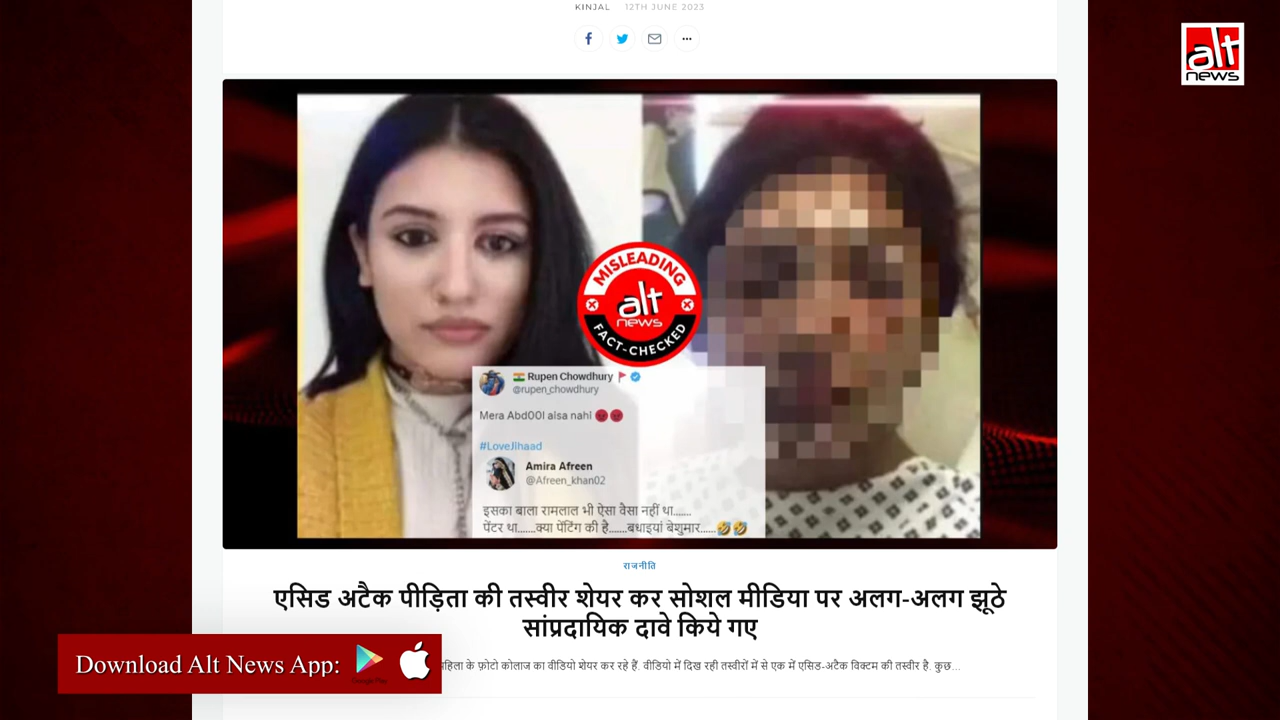 KINJAL 12TH JUNE 2023
alt
news
MISLEADING
alt
news
FACT-CHECKED
Rupen Chowdhury
@rupen_chowdhury
Mera Abd00l aisa nahi
#LoveJihaad
Amira Afreen
@Afreen_khan02
इसका बाला रामलाल भी ऐसा वैसा नहीं था.......
पेंटर था.......क्या पेंटिंग की है.......बधाइयां बेशुमार......
राजनीति
एसिड अटैक पीड़िता की तस्वीर शेयर कर सोशल मीडिया पर अलग-अलग झूठे
सांप्रदायिक दावे किये गए
महिला के फ़ोटो कोलाज का वीडियो शेयर कर रहे हैं. वीडियो में दिख रही तस्वीरों में से एक में एसिड-अटैक विक्टम की तस्वीर है. कुछ...
Download Alt News App:
Google Play